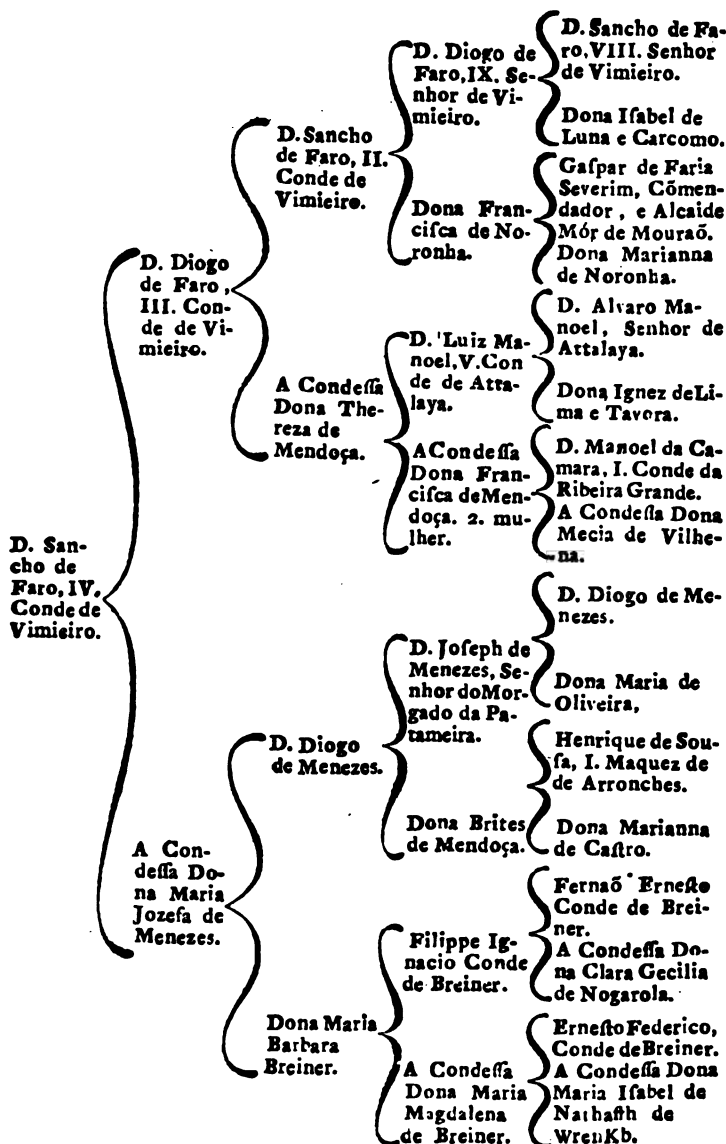 D. San-
cho de
Faro, IV.
Conde de
Vimieiro.
D. Diogo
de Faro,
III. Con-
de de Vi-
mieiro.
A Con-
deſſa Do-
na Maria
Jozefa de
Menezes.
D. Sancho
de Faro, II.
Conde de
Vimieiro.
A Condeſſa
Dona The-
reza de
Mendoça.
D. Diogo
de Menezes.
Dona Maria
Barbara
Breiner.
D. Diogo de
Faro, IX. Se-
nhor de Vi-
mieiro.
Dona Fran-
ciſca de No-
ronha.
D. Luiz Ma-
noel, V. Con
de de Atta-
laya.
A Condeſſa
Dona Fran-
ciſca de Men-
doça. 2. mu-
lher.
D. Joſeph de
Menezes, Se-
nhor do Mor-
gado da Pa-
tameira.
Dona Brites
de Mendoça.
Filippe Ig-
nacio Conde
de Breiner.
A Condeſſa
Dona Maria
Magdalena
de Breiner.
D. Sancho de Fa-
ro, VIII. Senhor
de Vimieiro.
Dona Iſabel de
Luna e Carcomo.
Gaſpar de Faria
Severim, Cõmen-
dador, e Alcaide
Mór de Mouraõ.
Dona Marianna
de Noronha.
D. Alvaro Ma-
noel, Senhor de
Attalaya.
Dona Ignez de Li-
ma e Tavora.
D. Manoel da Ca-
mara, I. Conde da
Ribeira Grande.
A Condeſſa Dona
Mecia de Vilhe-
na.
D. Diogo de Me-
nezes.
Dona Maria de
Oliveira,
Henrique de Sou-
ſa, I. Maquez de
de Arronches.
Dona Marianna
de Caſtro.
Fernaõ Erneſto
Conde de Brei-
ner.
A Condeſſa Do-
na Clara Gecilia
de Nogarola.
Erneſto Federico,
Conde de Breiner.
A Condeſſa Dona
Maria Iſabel de
Nathaſth de
WrenKb.